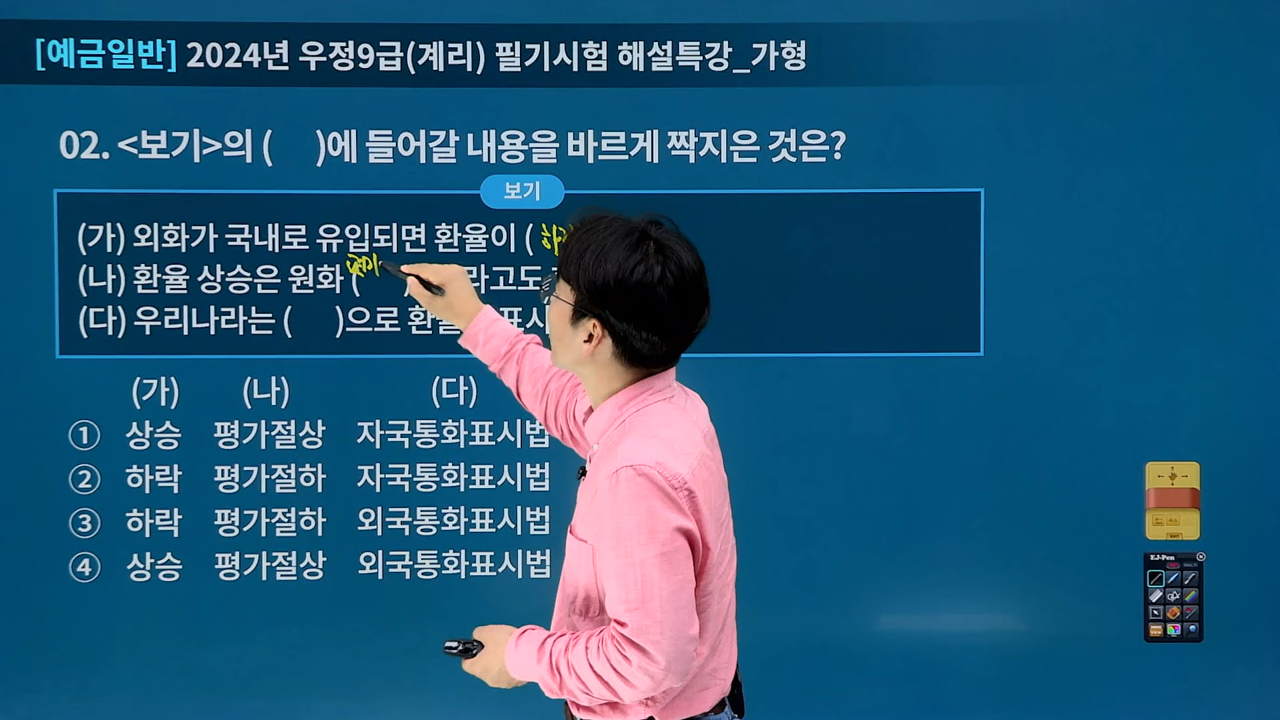 [예금일반] 2024년 우정9급(계리) 필기시험 해설특강_가형
02. <보기>의 ( )에 들어갈 내용을 바르게 짝지은 것은?
보기
(가) 외화가 국내로 유입되면 환율이 (
(나) 환율 상승은 원화 ( 라고도
(다) 우리나라는 ( )으로 표시
(가) (나) (다)
① 상승 평가절상 자국통화표시법
② 하락 평가절하 자국통화표시법
③ 하락 평가절하 외국통화표시법
④ 상승 평가절상 외국통화표시법
EJ-Pen